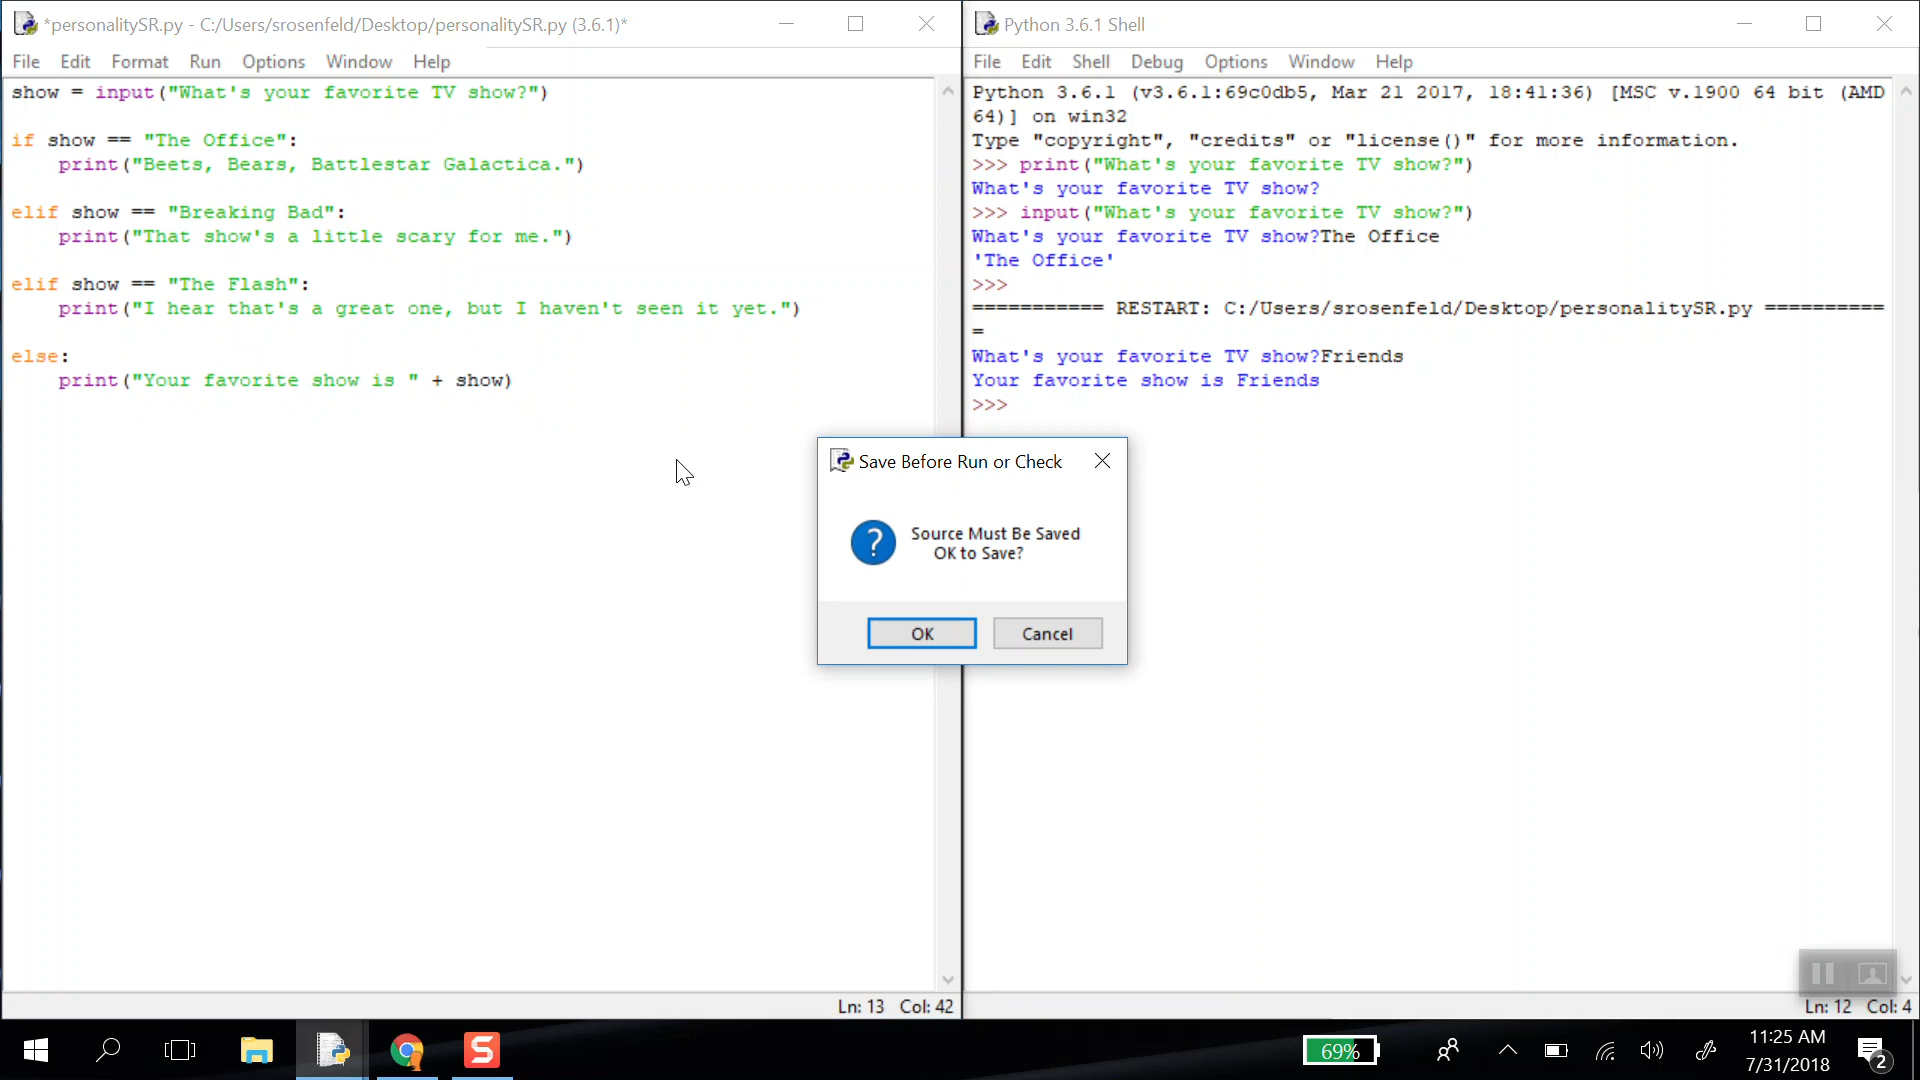 *personalitySR.py - C:/Users/srosenfeld/Desktop/personalitySR.py (3.6.1)*
File Edit Format Run Options Window Help
show = input("What's your favorite TV show?")
if show == "The Office":
    print("Beets, Bears, Battlestar Galactica.")
elif show == "Breaking Bad":
    print("That show's a little scary for me.")
elif show == "The Flash":
    print("I hear that's a great one, but I haven't seen it yet.")
else:
    print("Your favorite show is " + show)
Ln: 13 Col: 42
Python 3.6.1 Shell
File Edit Shell Debug Options Window Help
Python 3.6.1 (v3.6.1:69c0db5, Mar 21 2017, 18:41:36) [MSC v.1900 64 bit (AMD
64)] on win32
Type "copyright", "credits" or "license()" for more information.
>>> print("What's your favorite TV show?")
What's your favorite TV show?
>>> input("What's your favorite TV show?")
What's your favorite TV show?The Office
'The Office'
>>>
=========== RESTART: C:/Users/srosenfeld/Desktop/personalitySR.py ==========
=
What's your favorite TV show?Friends
Your favorite show is Friends
>>>
Ln: 12 Col: 4
Save Before Run or Check
?
Source Must Be Saved
OK to Save?
OK Cancel
S
69%
11:25 AM
7/31/2018
2